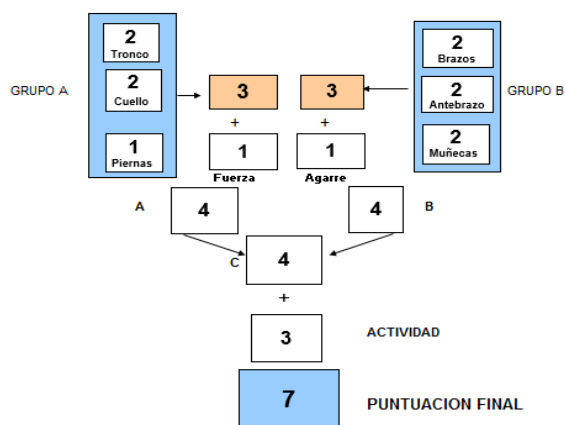 2
Tronco
2
Cuello
1
Piernas
GRUPO A
3
+
1
Fuerza
3
+
1
Agarre
2
Brazos
2
Antebrazo
2
Muñecas
GRUPO B
A
4
4
B
C
4
+
3
ACTIVIDAD
7
PUNTUACION FINAL